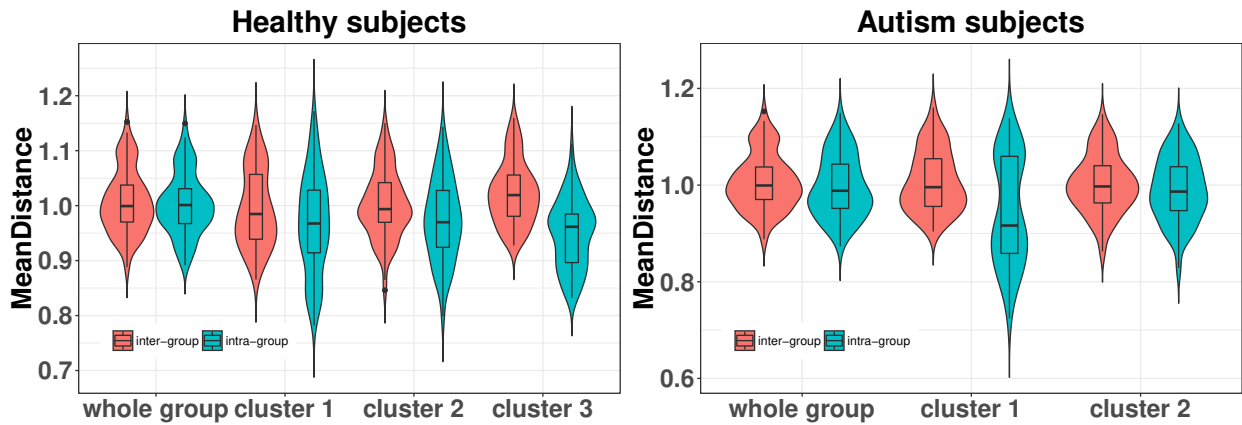 Healthy subjects
MeanDistance
1.2
1.1
1.0
0.9
0.8
0.7
inter-group intra-group
whole group cluster 1 cluster 2 cluster 3
Autism subjects
MeanDistance
1.2
1.0
0.8
0.6
inter-group intra-group
whole group cluster 1 cluster 2